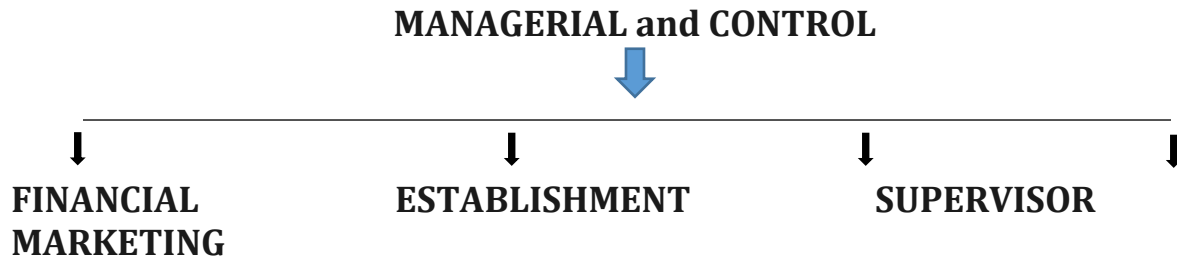 MANAGERIAL and CONTROL
FINANCIAL ESTABLISHMENT SUPERVISOR
MARKETING